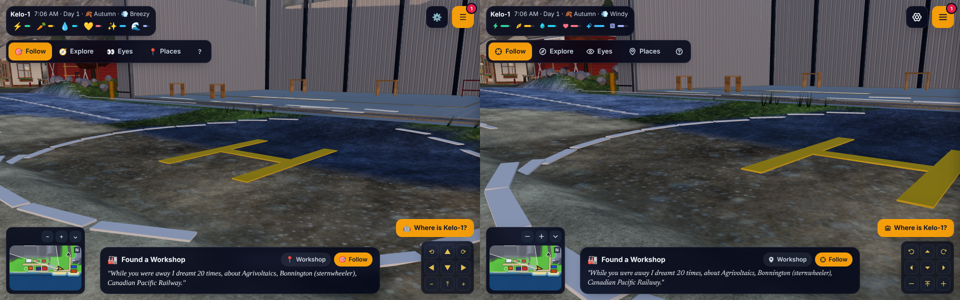 Kelo-1 7:06 AM · Day 1 · Autumn · Breezy
Follow Explore Eyes Places ?
1
H
Where is Kelo-1?
N
Found a Workshop Workshop Follow
"While you were away I dreamt 20 times, about Agrivoltaics, Bonnington (sternwheeler),
Canadian Pacific Railway."
Kelo-1 7:06 AM · Day 1 · Autumn · Windy
Follow Explore Eyes Places ?
1
H
Where is Kelo-1?
N
Found a Workshop Workshop Follow
"While you were away I dreamt 20 times, about Agrivoltaics, Bonnington (sternwheeler),
Canadian Pacific Railway."